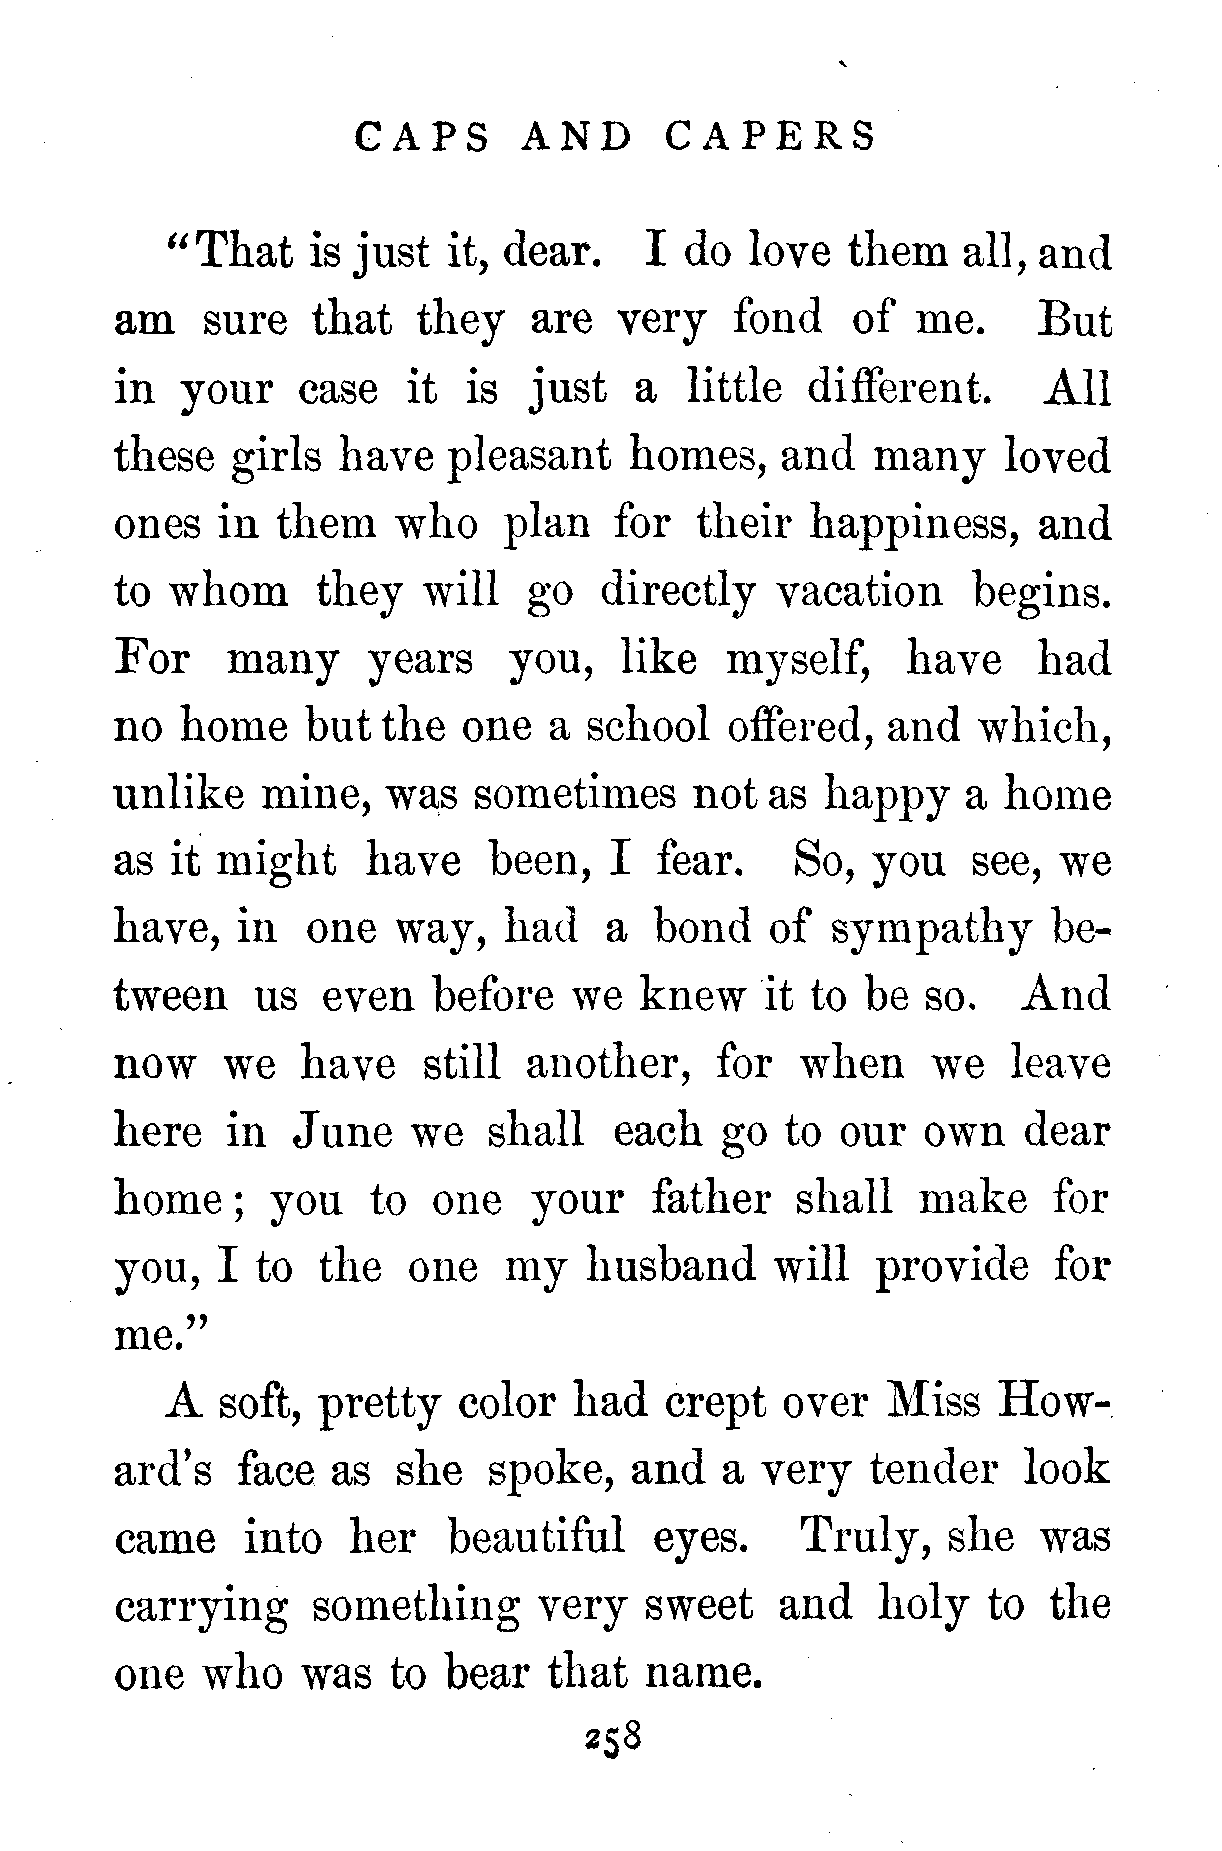 CAPS AND CAPERS
"That is just it, dear. I do love them all, and
am sure that they are very fond of me. But
in your case it is just a little different. All
these girls have pleasant homes, and many loved
ones in them who plan for their happiness, and
to whom they will go directly vacation begins.
For many years you, like myself, have had
no home but the one a school offered, and which,
unlike mine, was sometimes not as happy a home
as it might have been, I fear. So, you see, we
have, in one way, had a bond of sympathy be-
tween us even before we knew it to be so. And
now we have still another, for when we leave
here in June we shall each go to our own dear
home; you to one your father shall make for
you, I to the one my husband will provide for
me."
A soft, pretty color had crept over Miss How-
ard's face as she spoke, and a very tender look
came into her beautiful eyes. Truly, she was
carrying something very sweet and holy to the
one who was to bear that name.
258